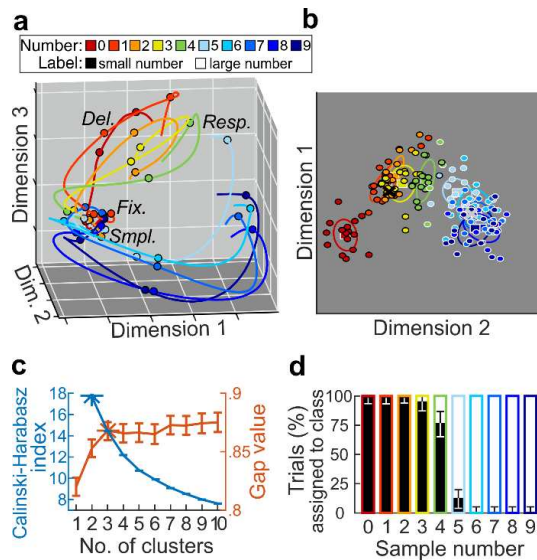 a
b
Number: 0 1 2 3 4 5 6 7 8 9
Label: small number large number
Dimension 3
Dim. 2
Dimension 1
Del.
Resp.
Fix.
Smpl.
Dimension 1
Dimension 2
c
Calinski-Harabasz
index
18
16
14
12
10
8
.9
.85
.8
Gap value
1 2 3 4 5 6 7 8 9 10
No. of clusters
d
Trials (%)
assigned to class
100
75
50
25
0
0 1 2 3 4 5 6 7 8 9
Sample number